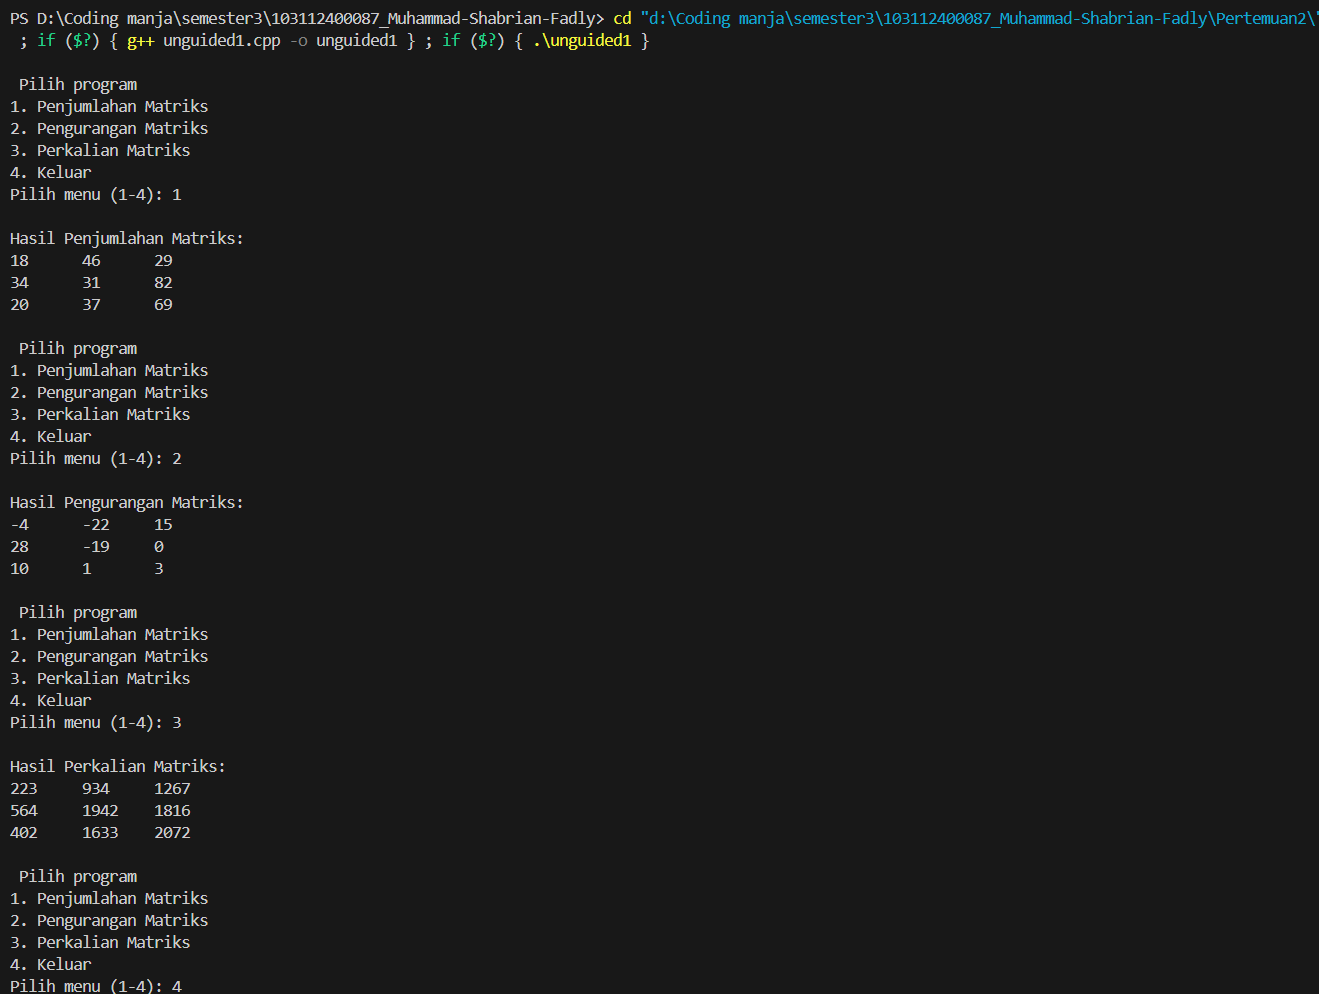 PS D:\Coding manja\semester3\103112400087_Muhammad-Shabrian-Fadly> cd "d:\Coding manja\semester3\103112400087_Muhammad-Shabrian-Fadly\Pertemuan2\"
; if ($?) { g++ unguided1.cpp -o unguided1 } ; if ($?) { .\unguided1 }
Pilih program
1. Penjumlahan Matriks
2. Pengurangan Matriks
3. Perkalian Matriks
4. Keluar
Pilih menu (1-4): 1
Hasil Penjumlahan Matriks:
18 46 29
34 31 82
20 37 69
Pilih program
1. Penjumlahan Matriks
2. Pengurangan Matriks
3. Perkalian Matriks
4. Keluar
Pilih menu (1-4): 2
Hasil Pengurangan Matriks:
-4 -22 15
28 -19 0
10 1 3
Pilih program
1. Penjumlahan Matriks
2. Pengurangan Matriks
3. Perkalian Matriks
4. Keluar
Pilih menu (1-4): 3
Hasil Perkalian Matriks:
223 934 1267
564 1942 1816
402 1633 2072
Pilih program
1. Penjumlahan Matriks
2. Pengurangan Matriks
3. Perkalian Matriks
4. Keluar
Pilih menu (1-4): 4